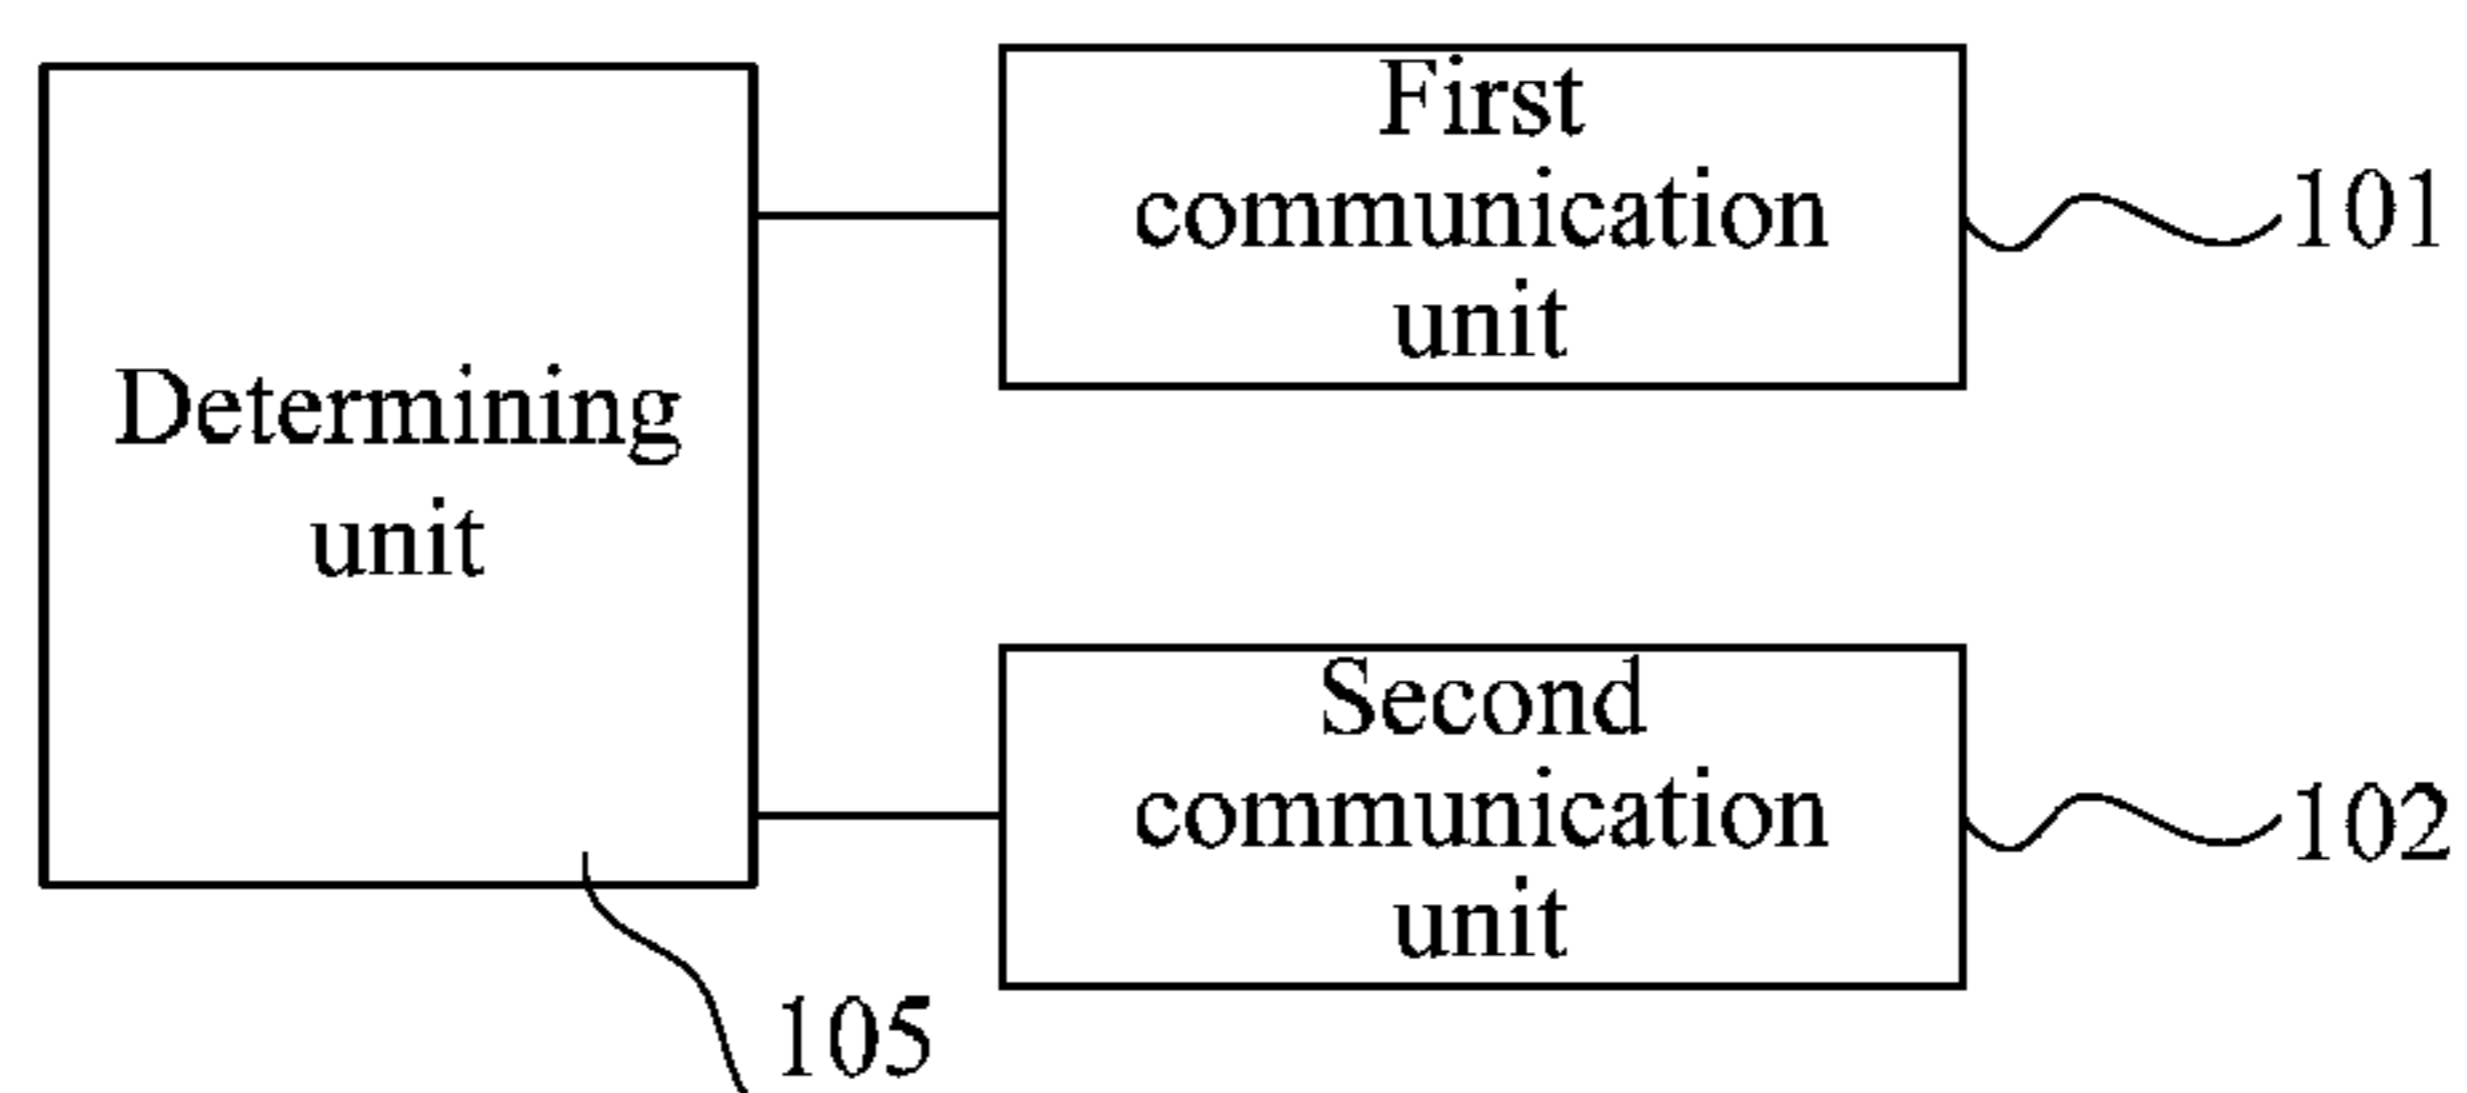 Determining
unit
105
First
communication
unit
101
Second
communication
unit
102